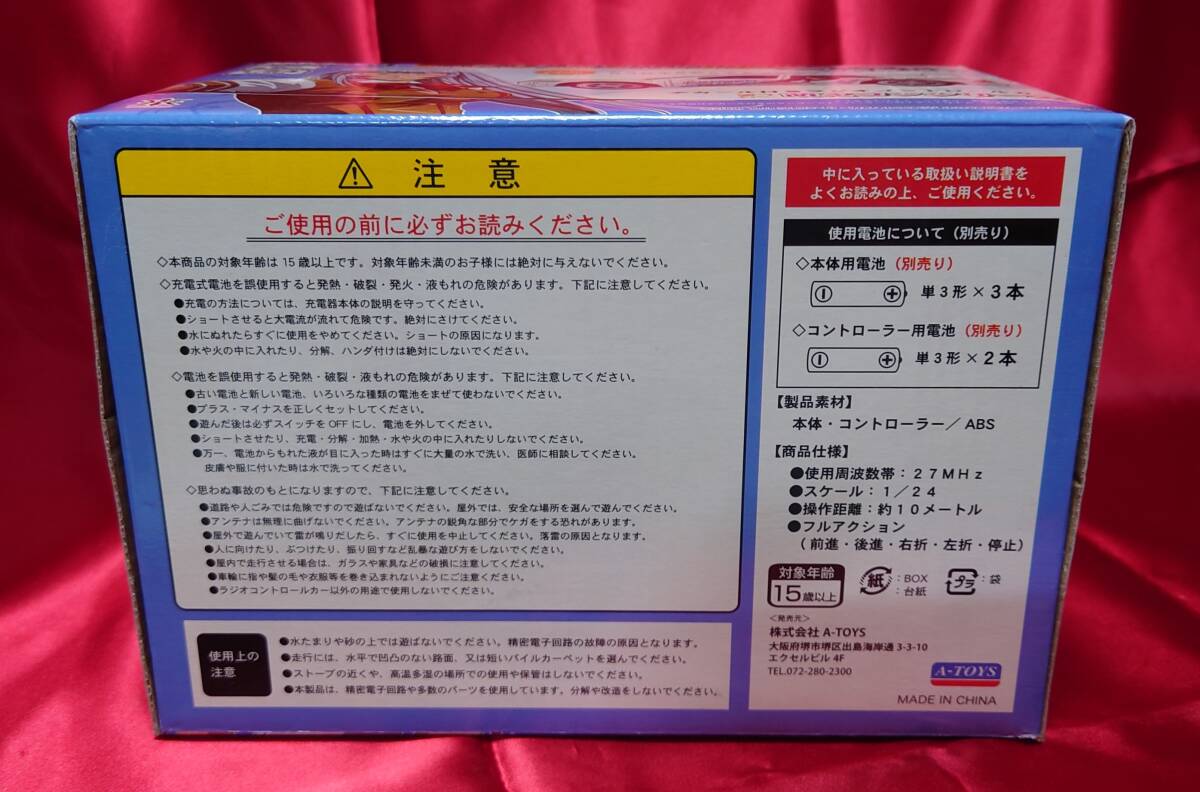 ⚠ 注意
ご使用の前に必ずお読みください。
◇本商品の対象年齢は15歳以上です。対象年齢未満のお子様には絶対に与えないでください。
◇充電式電池を誤使用すると発熱・破裂・発火・液もれの危険があります。下記に注意してください。
●充電の方法については、充電器本体の説明を守ってください。
●ショートさせると大電流が流れて危険です。絶対にさけてください。
●水にぬれたらすぐに使用をやめてください。ショートの原因になります。
●水や火の中に入れたり、分解、ハンダ付けは絶対にしないでください。
◇電池を誤使用すると発熱・破裂・液もれの危険があります。下記に注意してください。
●古い電池と新しい電池、いろいろな種類の電池をまぜて使わないでください。
●プラス・マイナスを正しくセットしてください。
●遊んだ後は必ずスイッチをOFFにし、電池を外してください。
●ショートさせたり、充電・分解・加熱・水や火の中に入れたりしないでください。
●万一、電池からもれた液が目に入った時はすぐに大量の水で洗い、医師に相談してください。
皮膚や服に付いた時は水で洗ってください。
◇思わぬ事故のもとになりますので、下記に注意してください。
●道路や人ごみでは危険ですので遊ばないでください。屋外では、安全な場所を選んで遊んでください。
●アンテナは無理に曲げないでください。アンテナの鋭角な部分でケガをする恐れがあります。
●屋外で遊んでいて雷が鳴りだしたら、すぐに使用を中止してください。落雷の原因となります。
●人に向けたり、ぶつけたり、振り回すなど乱暴な遊び方をしないでください。
●屋内で走行させる場合は、ガラスや家具などの破損に注意してください。
●車輪に指や髪の毛や衣服等を巻き込まれないようにご注意ください。
●ラジオコントロールカー以外の用途で使用しないでください。
使用上の
注意
●水たまりや砂の上では遊ばないでください。精密電子回路の故障の原因となります。
●走行には、水平で凹凸のない路面、又は短いパイルカーペットを選んでください。
●ストーブの近くや、高温多湿の場所での使用や保管はしないでください。
●本製品は、精密電子回路や多数のパーツを使用しています。分解や改造をしないでください。
中に入っている取扱い説明書を
よくお読みの上、ご使用ください。
使用電池について(別売り)
◇本体用電池(別売り)
単3形×3本
◇コントローラー用電池(別売り)
単3形×2本
【製品素材】
本体・コントローラー/ABS
【商品仕様】
●使用周波数帯:27MHz
●スケール:1/24
●操作距離:約10メートル
●フルアクション
(前進・後進・右折・左折・停止)
対象年齢
15歳以上
紙 :BOX
:台紙
プラ :袋
<発売元>
株式会社 A-TOYS
大阪府堺市堺区出島海岸通3-3-10
エクセルビル 4F
TEL.072-280-2300
A-TOYS
MADE IN CHINA